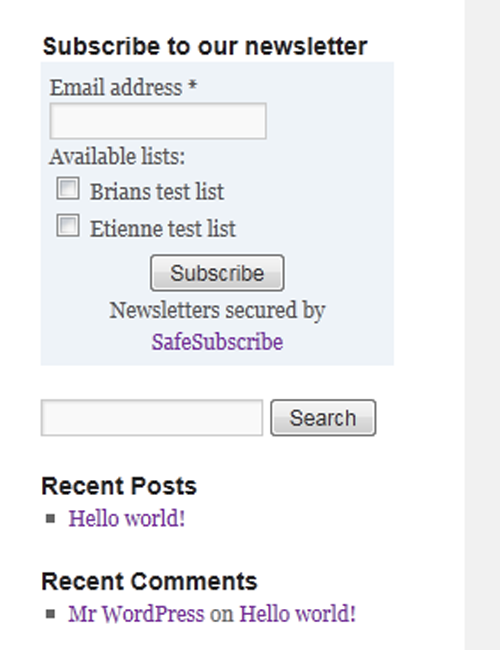 Subscribe to our newsletter
Email address *
Available lists:
Brians test list
Etienne test list
Subscribe
Newsletters secured by
SafeSubscribe
Search
Recent Posts
Hello world!
Recent Comments
Mr WordPress on Hello world!